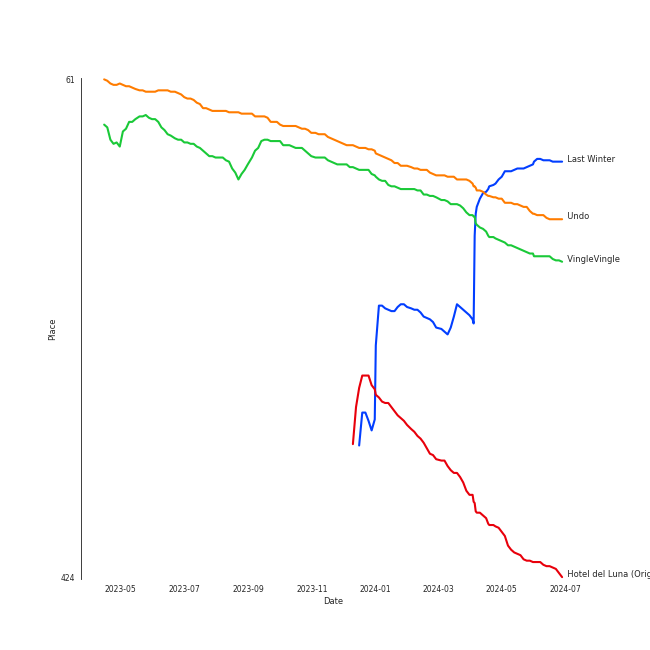 61
Last Winter
Undo
VingleVingle
Place
Hotel del Luna (Orig
424
2023-05
2023-07
2023-09
2023-11
2024-01
2024-03
2024-05
2024-07
Date